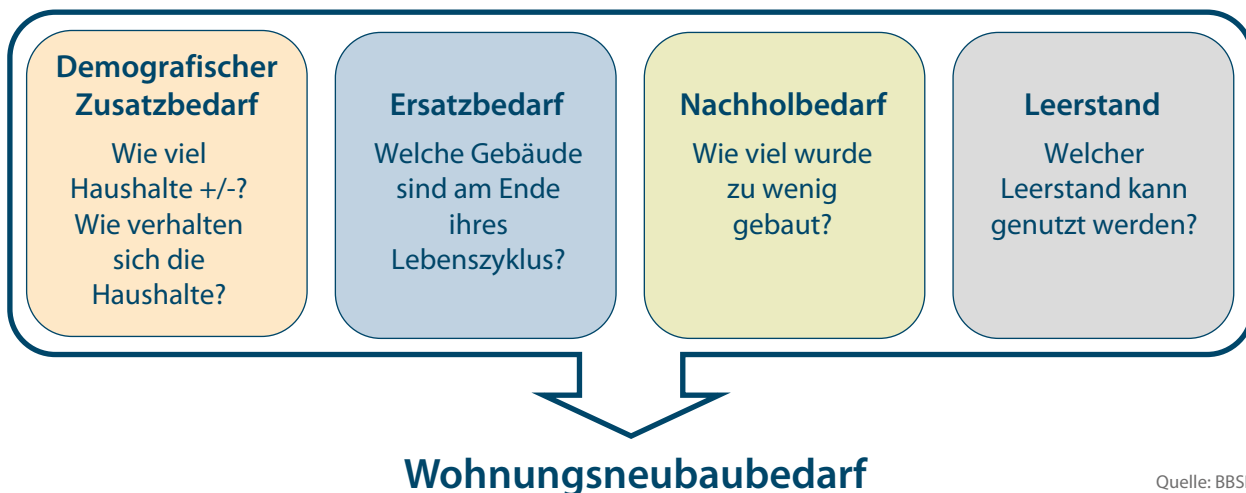 Demografischer
Zusatzbedarf
Wie viel
Haushalte +/-?
Wie verhalten
sich die
Haushalte?
Ersatzbedarf
Welche Gebäude
sind am Ende
ihres
Lebenszyklus?
Nachholbedarf
Wie viel wurde
zu wenig
gebaut?
Leerstand
Welcher
Leerstand kann
genutzt werden?
Wohnungsneubaubedarf
Quelle: